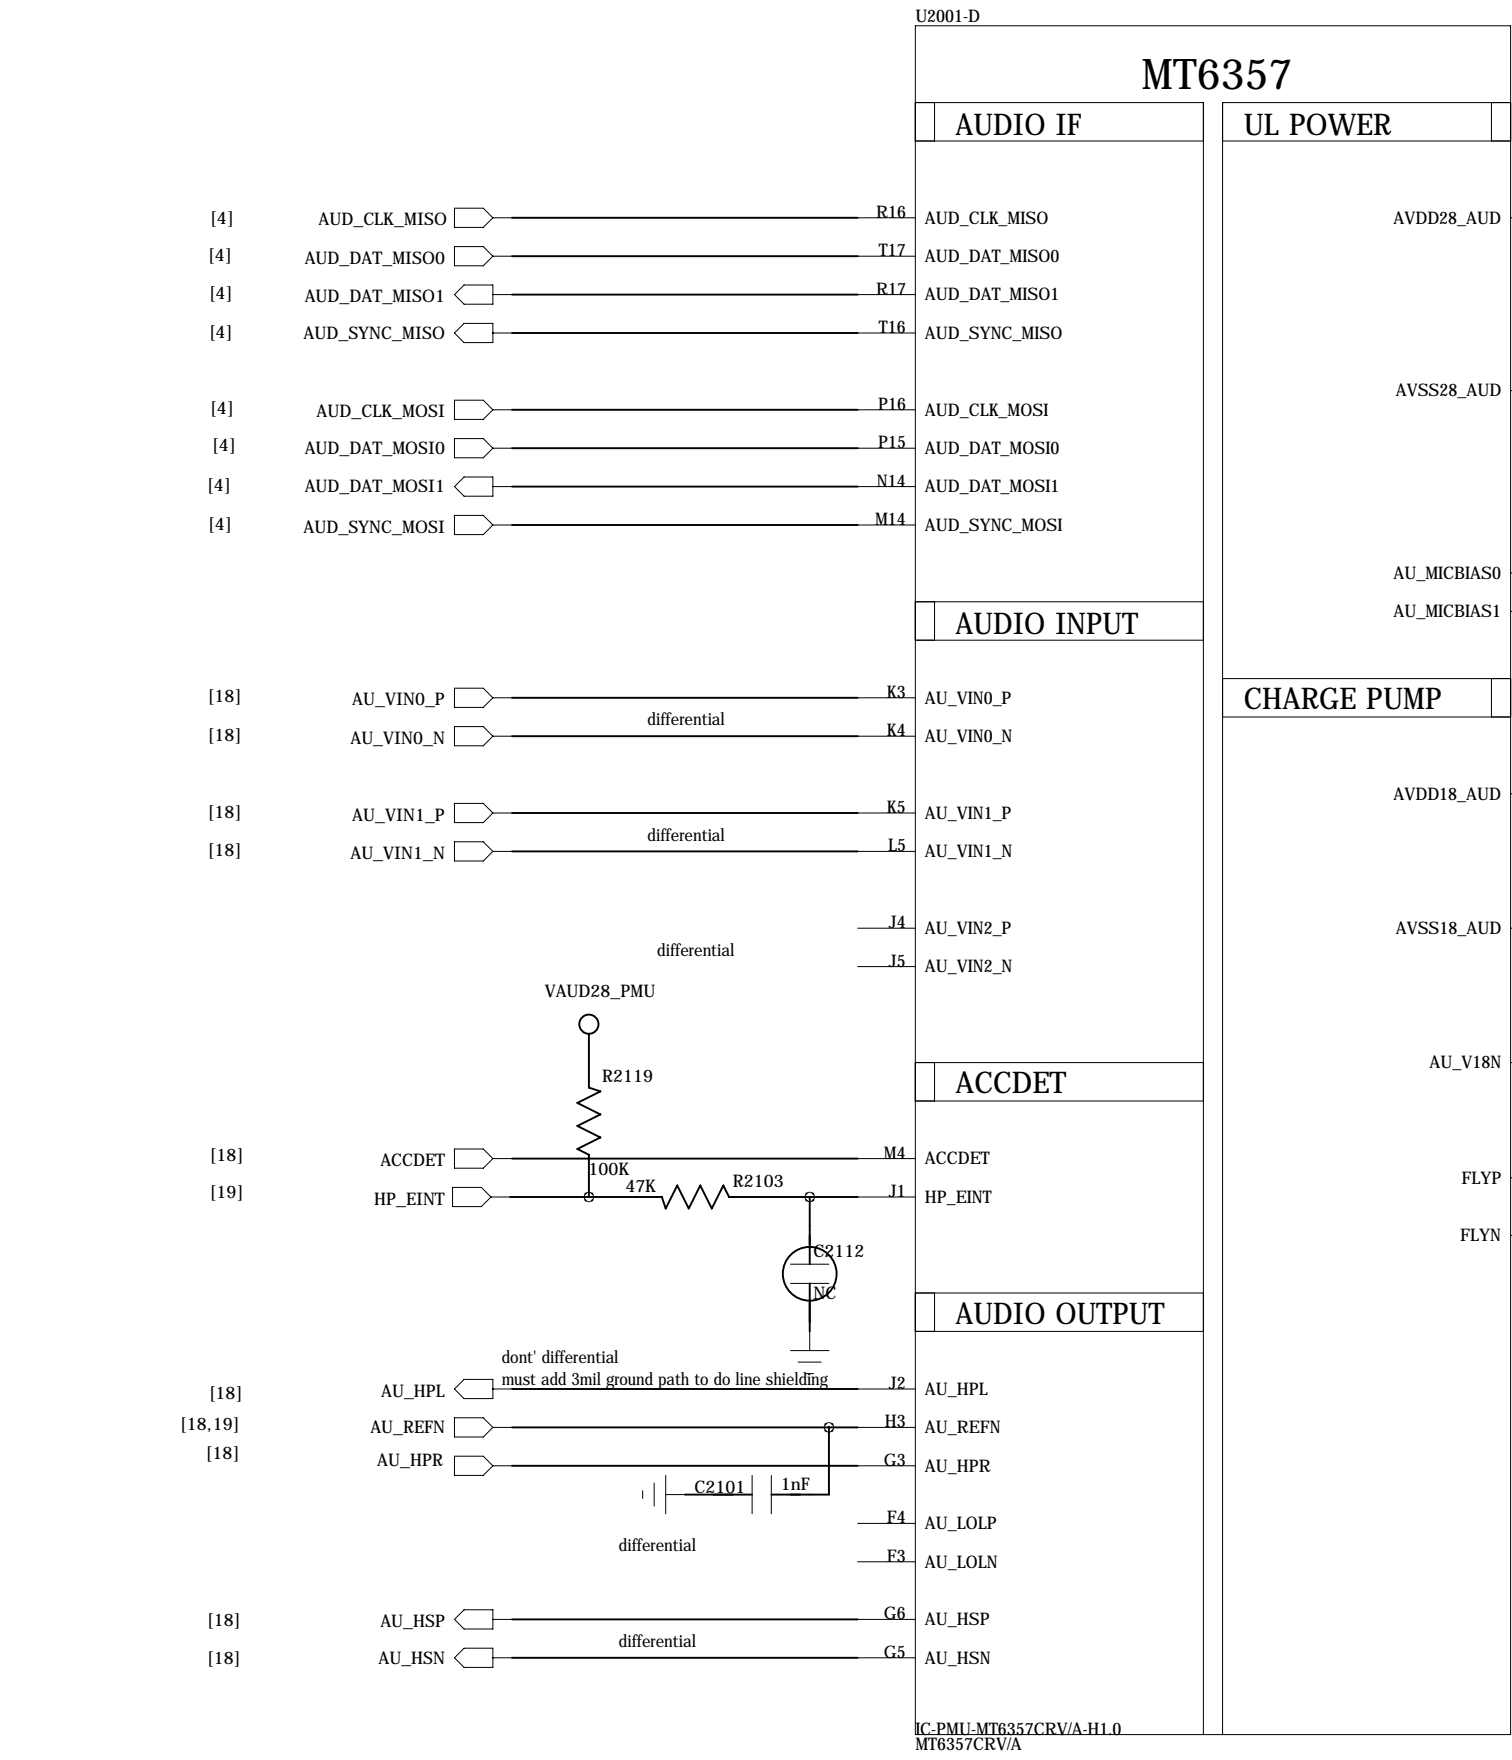 U2001-D
MT6357
AUDIO IF
UL POWER
[4] AUD_CLK_MISO R16 AUD_CLK_MISO AVDD28_AUD
[4] AUD_DAT_MISO0 T17 AUD_DAT_MISO0
[4] AUD_DAT_MISO1 R17 AUD_DAT_MISO1
[4] AUD_SYNC_MISO T16 AUD_SYNC_MISO
AVSS28_AUD
[4] AUD_CLK_MOSI P16 AUD_CLK_MOSI
[4] AUD_DAT_MOSI0 P15 AUD_DAT_MOSI0
[4] AUD_DAT_MOSI1 N14 AUD_DAT_MOSI1
[4] AUD_SYNC_MOSI M14 AUD_SYNC_MOSI
AU_MICBIAS0
AU_MICBIAS1
AUDIO INPUT
[18] AU_VIN0_P K3 AU_VIN0_P
CHARGE PUMP
differential
[18] AU_VIN0_N K4 AU_VIN0_N
AVDD18_AUD
[18] AU_VIN1_P K5 AU_VIN1_P
differential
[18] AU_VIN1_N L5 AU_VIN1_N
J4 AU_VIN2_P AVSS18_AUD
differential
J5 AU_VIN2_N
VAUD28_PMU
AU_V18N
R2119
ACCDET
[18] ACCDET M4 ACCDET
100K
FLYP
47K R2103
[19] HP_EINT J1 HP_EINT
FLYN
C2112
NC
AUDIO OUTPUT
dont' differential
must add 3mil ground path to do line shielding
[18] AU_HPL J2 AU_HPL
[18,19] AU_REFN H3 AU_REFN
[18] AU_HPR G3 AU_HPR
C2101 1nF
F4 AU_LOLP
differential
F3 AU_LOLN
[18] AU_HSP G6 AU_HSP
differential
[18] AU_HSN G5 AU_HSN
IC-PMU-MT6357CRV/A-H1.0
MT6357CRV/A